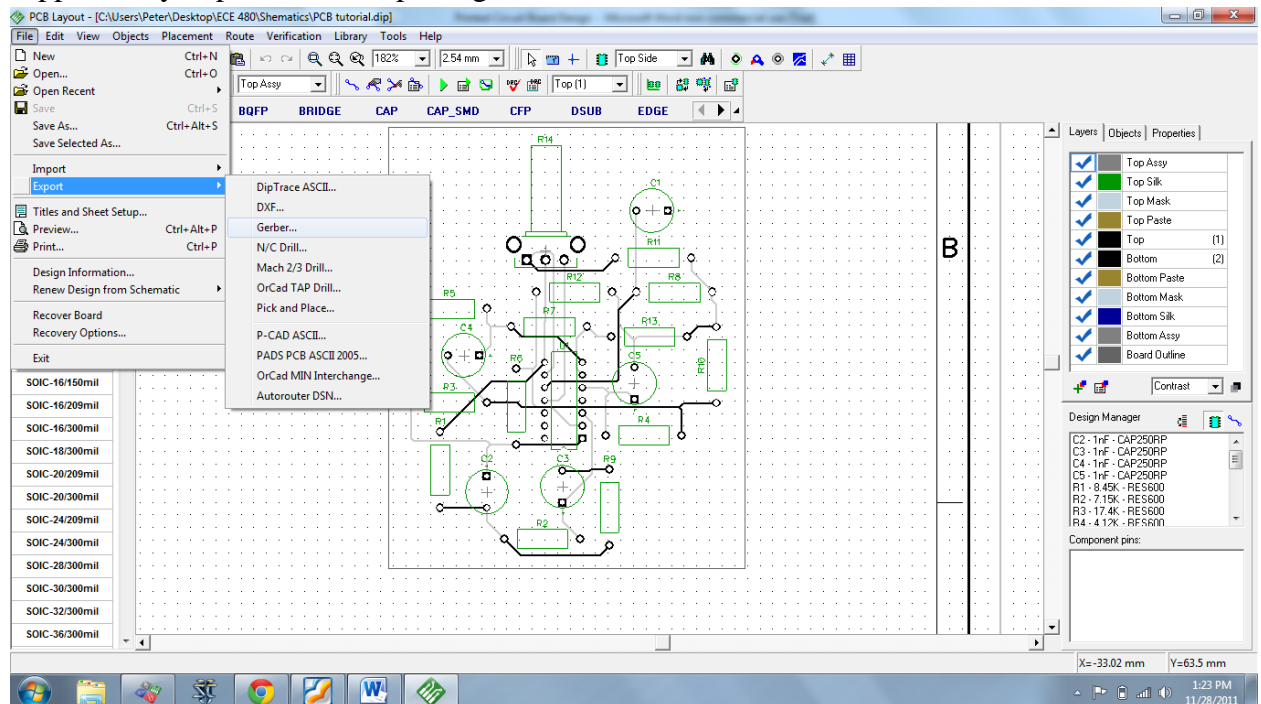 PCB Layout - [C:\Users\Peter\Desktop\ECE 480\Shematics\PCB tutorial.dip]
File Edit View Objects Placement Route Verification Library Tools Help
New Ctrl+N
Open... Ctrl+O
Open Recent
Save Ctrl+S
Save As... Ctrl+Alt+S
Save Selected As...
Import
Export
Titles and Sheet Setup...
Preview... Ctrl+Alt+P
Print... Ctrl+P
Design Information...
Renew Design from Schematic
Recover Board
Recovery Options...
Exit
182% 2.54 mm Top Side
Top Assy Top (1)
BQFP BRIDGE CAP CAP_SMD CFP DSUB EDGE
DipTrace ASCII...
DXF...
Gerber...
N/C Drill...
Mach 2/3 Drill...
OrCad TAP Drill...
Pick and Place...
P-CAD ASCII...
PADS PCB ASCII 2005...
OrCad MIN Interchange...
Autorouter DSN...
SOIC-16/150mil
SOIC-16/209mil
SOIC-16/300mil
SOIC-18/300mil
SOIC-20/209mil
SOIC-20/300mil
SOIC-24/209mil
SOIC-24/300mil
SOIC-28/300mil
SOIC-30/300mil
SOIC-32/300mil
SOIC-36/300mil
R14
C1
R11
R12 R8
R5
R7
R13
C4
R6
C5
R10
R3
R1
R4
C2 C3 R9
R2
B
Layers Objects Properties
Top Assy
Top Silk
Top Mask
Top Paste
Top (1)
Bottom (2)
Bottom Paste
Bottom Mask
Bottom Silk
Bottom Assy
Board Outline
Contrast
Design Manager
C2 - 1nF - CAP250RP
C3 - 1nF - CAP250RP
C4 - 1nF - CAP250RP
C5 - 1nF - CAP250RP
R1 - 8.45K - RES600
R2 - 7.15K - RES600
R3 - 17.4K - RES600
R4 - 4.12K - RES600
Component pins:
X=-33.02 mm Y=63.5 mm
1:23 PM
11/28/2011